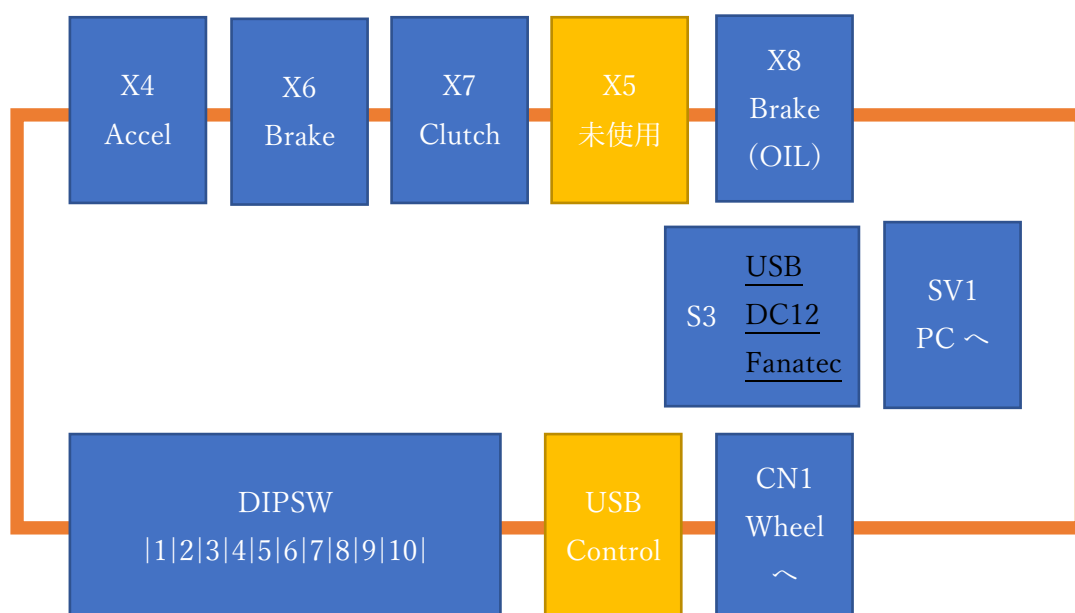 X4
Accel
X6
Brake
X7
Clutch
X5
未使用
X8
Brake
（OIL）
S3
USB
DC12
Fanatec
SV1
PC へ
DIPSW
|1|2|3|4|5|6|7|8|9|10|
USB
Control
CN1
Wheel
へ